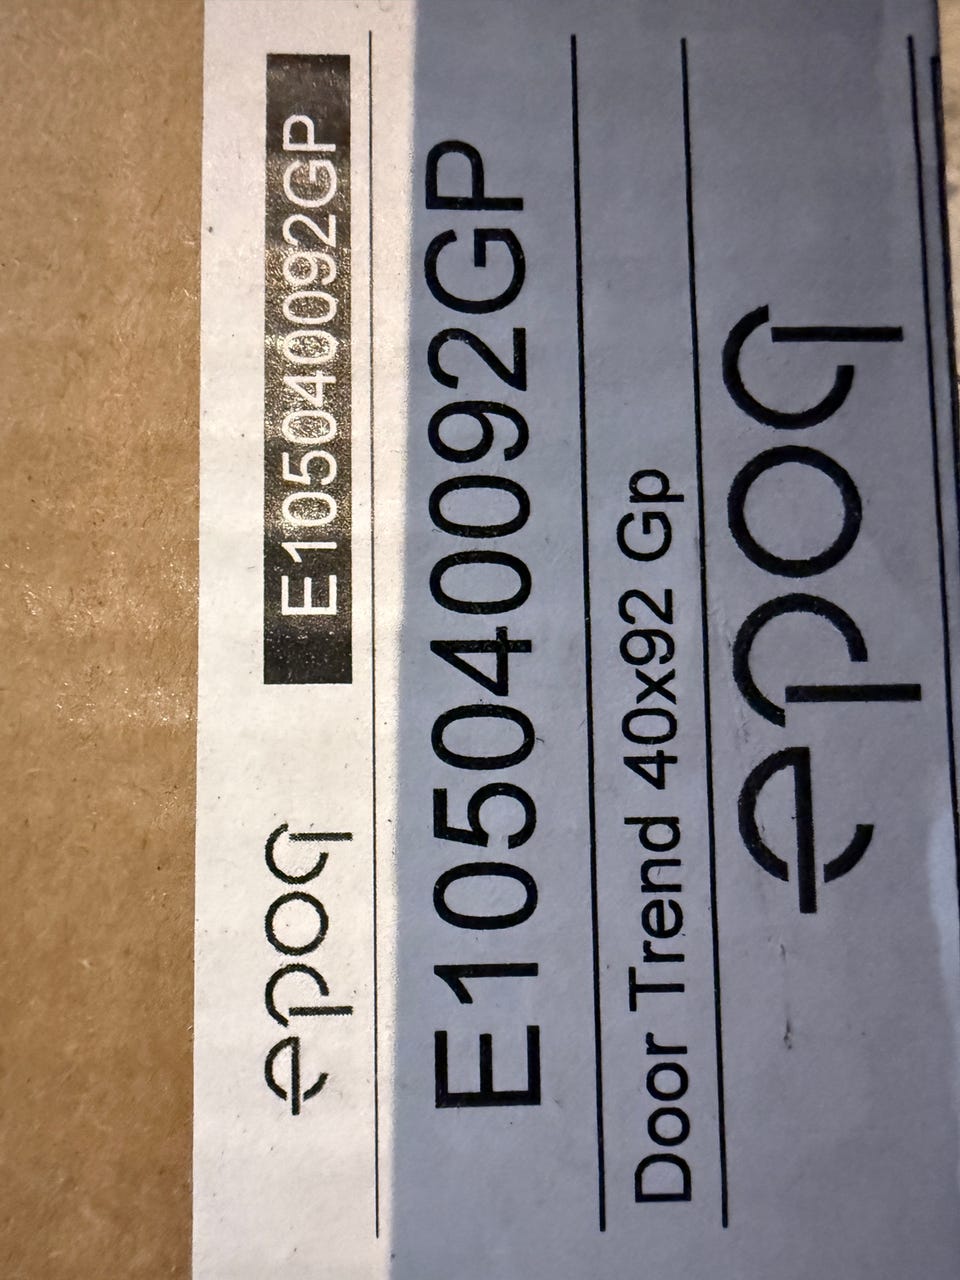 epoq E105040092GP
E105040092GP
Door Trend 40x92 Gp
epoq